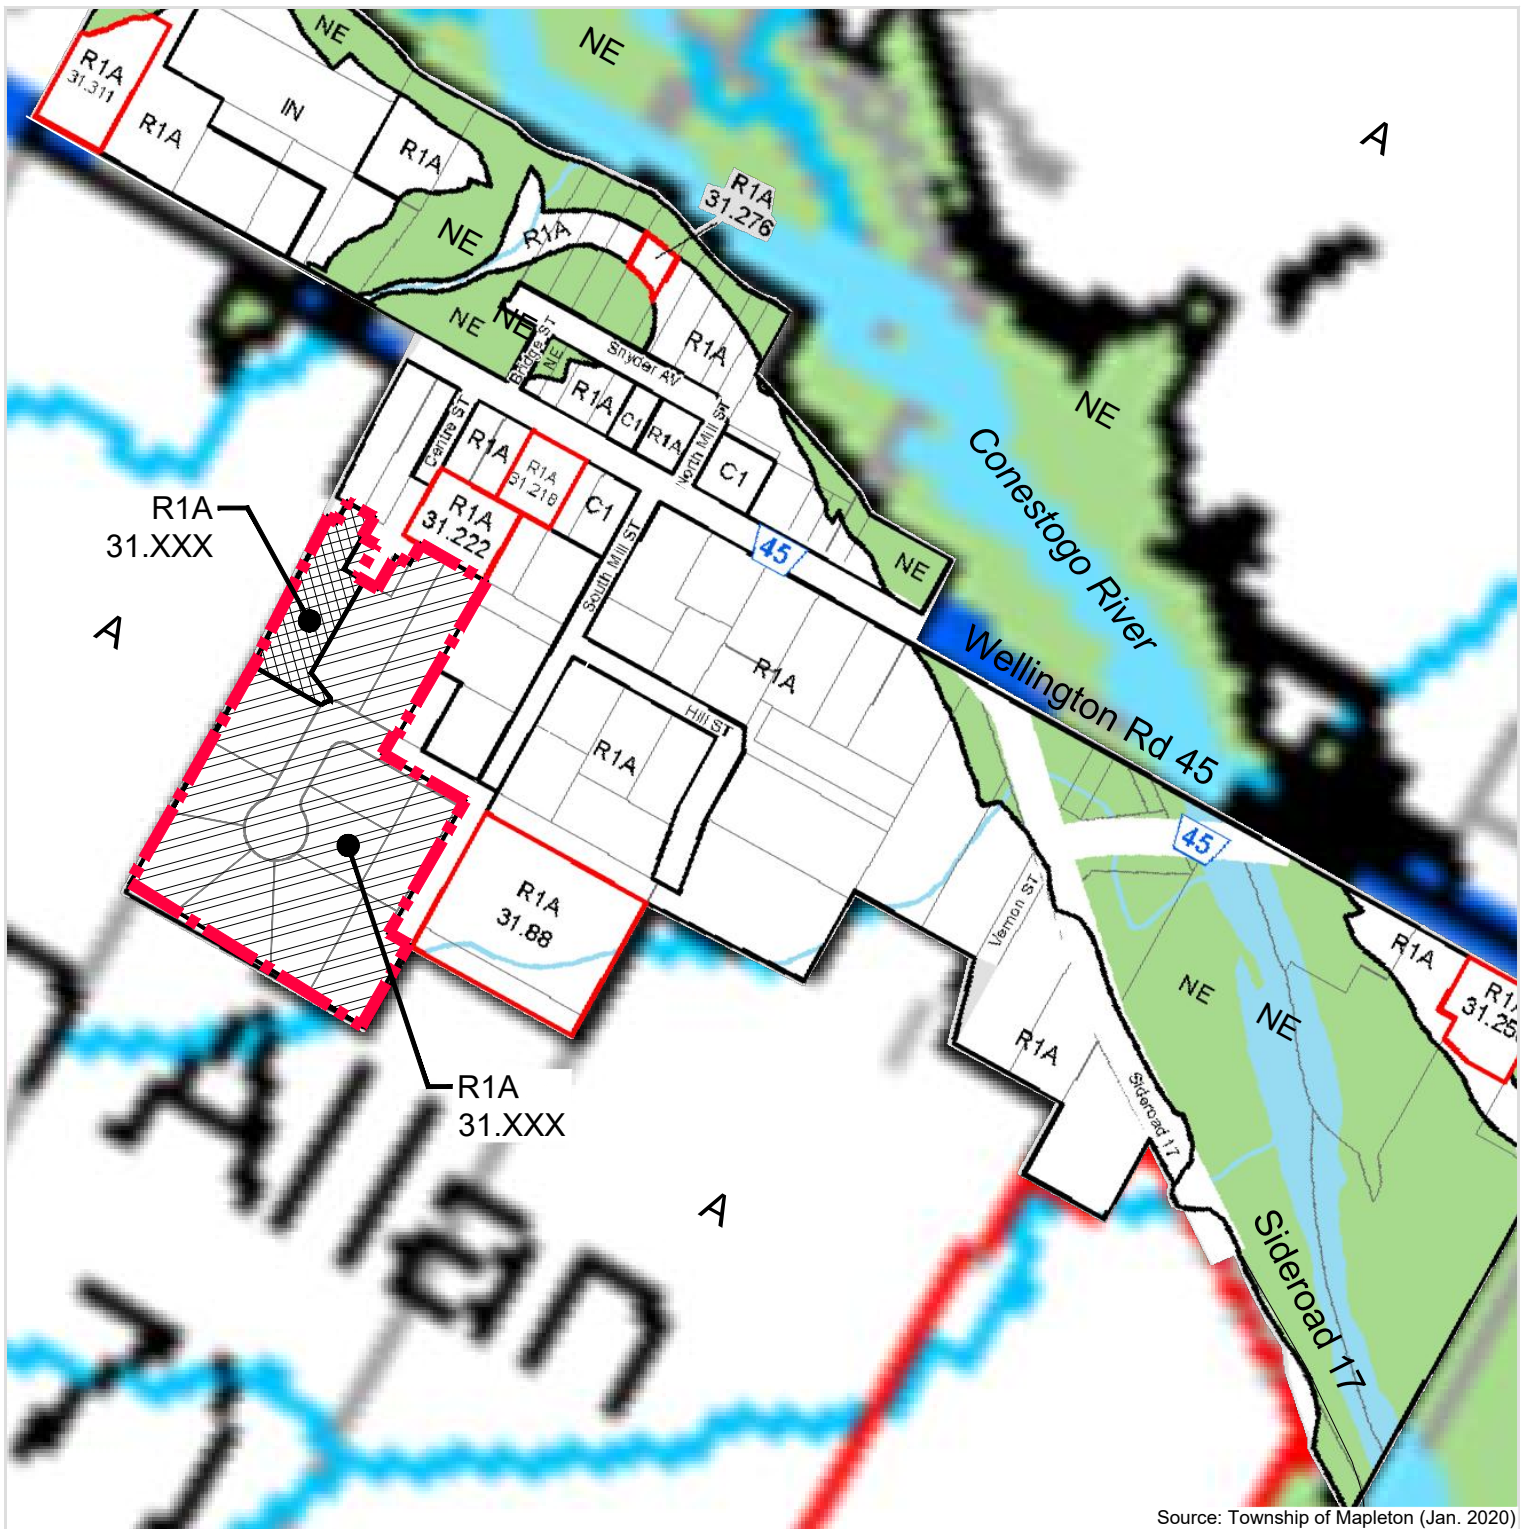 NE
NE
R1A
31.311
IN
R1A
R1A
A
R1A
31.276
NE
R1A
NE
NE
Bridge ST
NE
Snyder AV
R1A
NE
R1A
C1
R1A
North Mill ST
C1
Centre ST
R1A
R1A
31.218
C1
R1A
31.222
South Mill ST
45
NE
Conestogo River
R1A
31.XXX
A
Wellington Rd 45
R1A
Hill ST
R1A
45
R1A
31.88
Vernon ST
R1A
NE
NE
R1A
31.25
R1A
Sideroad 17
R1A
31.XXX
Allan
A
Sideroad 17
Source: Township of Mapleton (Jan. 2020)